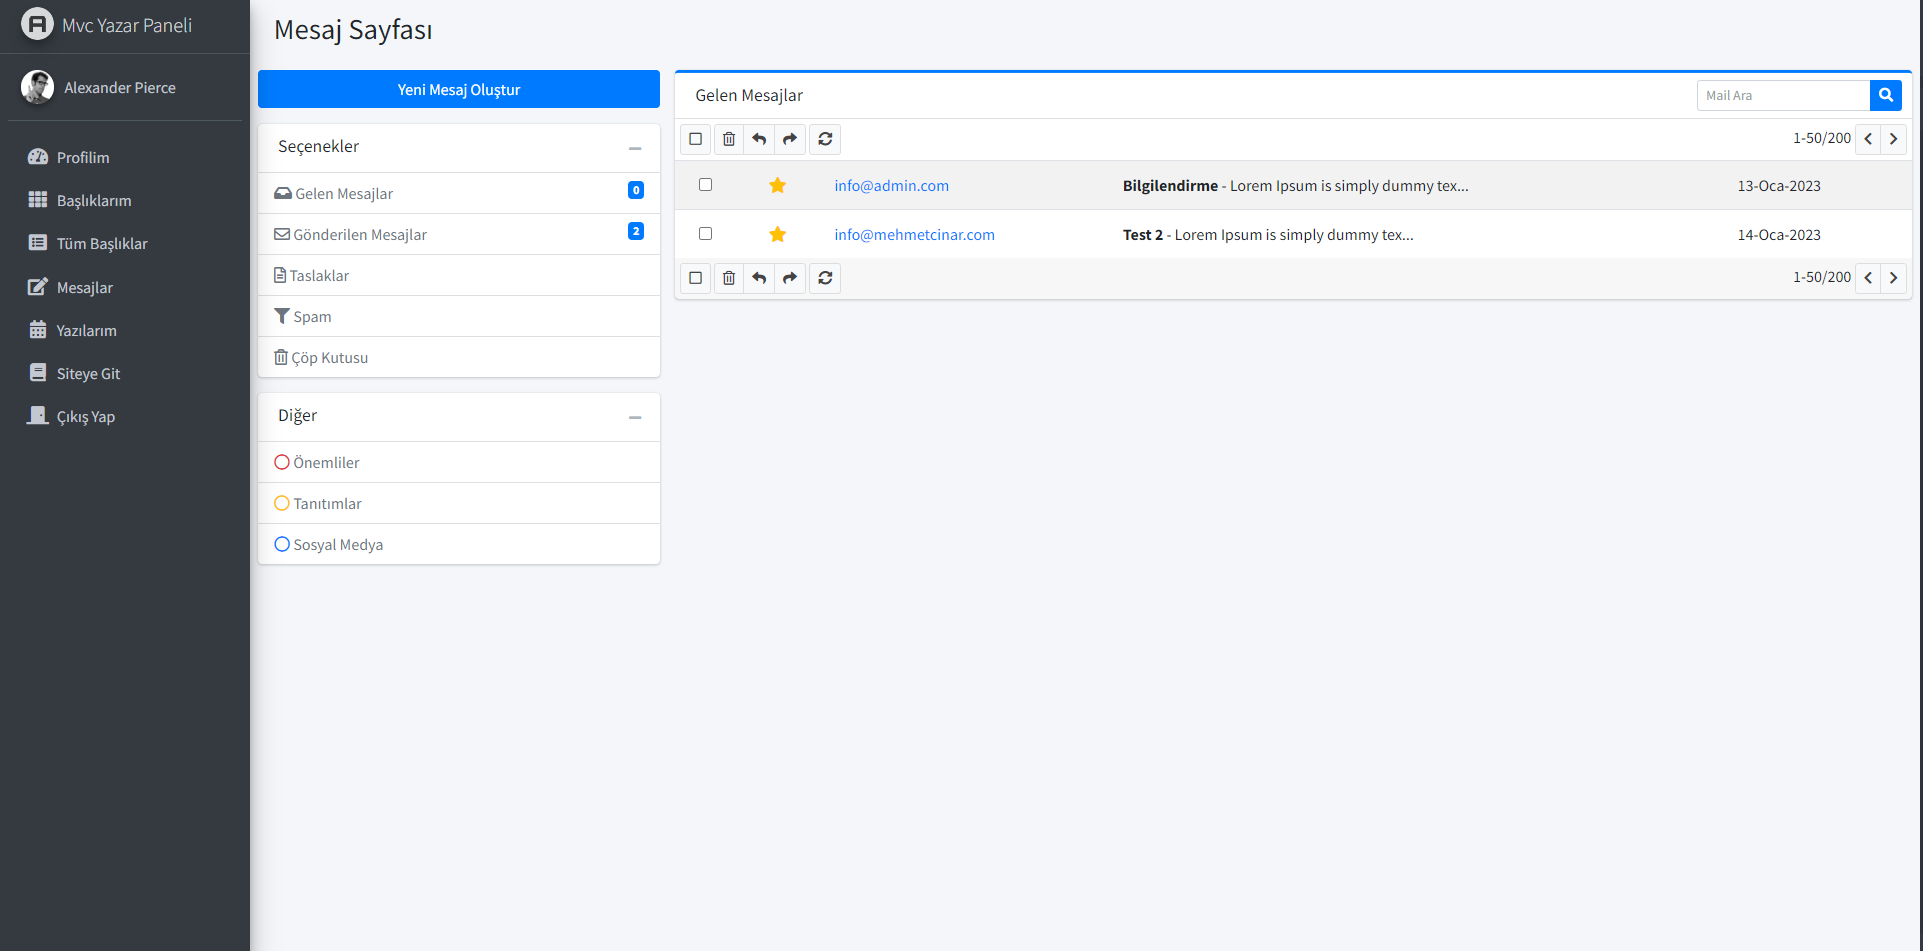 Mvc Yazar Paneli
Alexander Pierce
Profilim
Başlıklarım
Tüm Başlıklar
Mesajlar
Yazılarım
Siteye Git
Çıkış Yap
Mesaj Sayfası
Yeni Mesaj Oluştur
Seçenekler
Gelen Mesajlar 0
Gönderilen Mesajlar 2
Taslaklar
Spam
Çöp Kutusu
Diğer
Önemliler
Tanıtımlar
Sosyal Medya
Gelen Mesajlar
Mail Ara
1-50/200
info@admin.com Bilgilendirme - Lorem Ipsum is simply dummy tex... 13-Oca-2023
info@mehmetcinar.com Test 2 - Lorem Ipsum is simply dummy tex... 14-Oca-2023
1-50/200